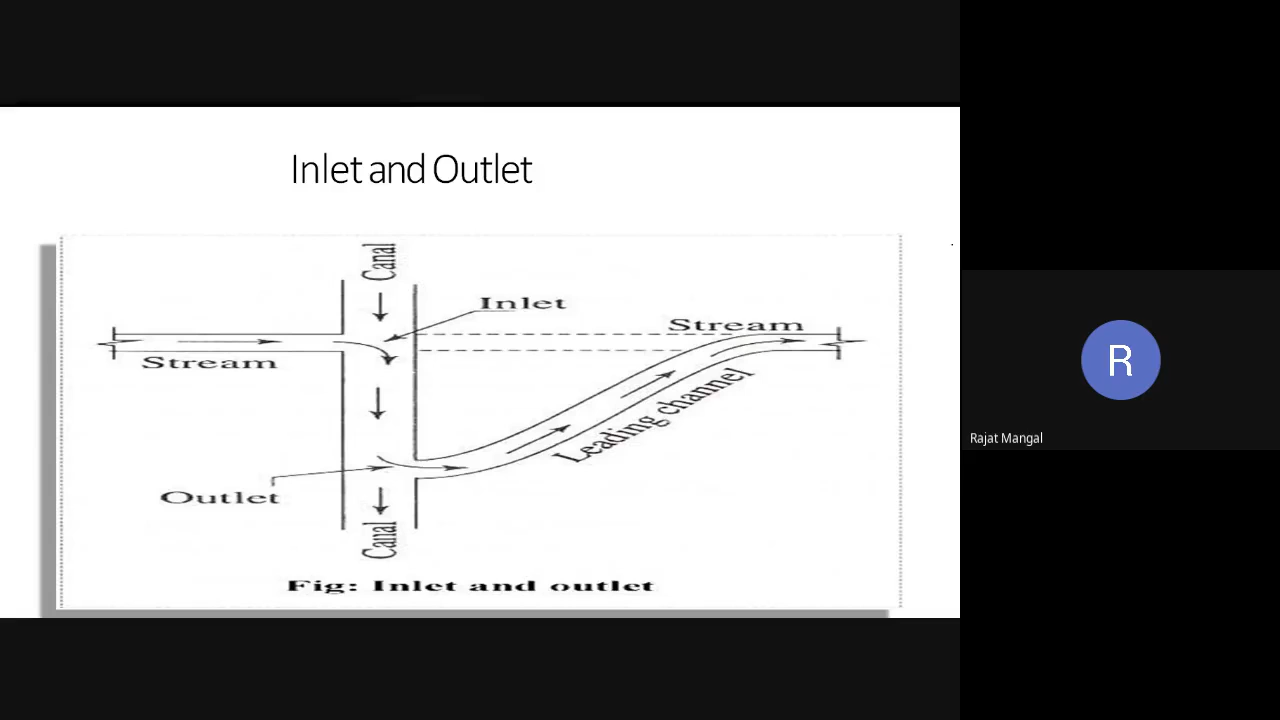 Inlet and Outlet
Canal
Inlet
Stream
Stream
Leading channel
Outlet
Canal
Fig: Inlet and outlet
R
Rajat Mangal